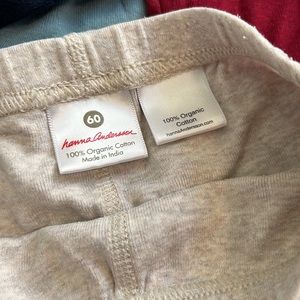 60
hanna Andersson
100% Organic Cotton
Made in India
100% Organic
Cotton
hannaAndersson.com